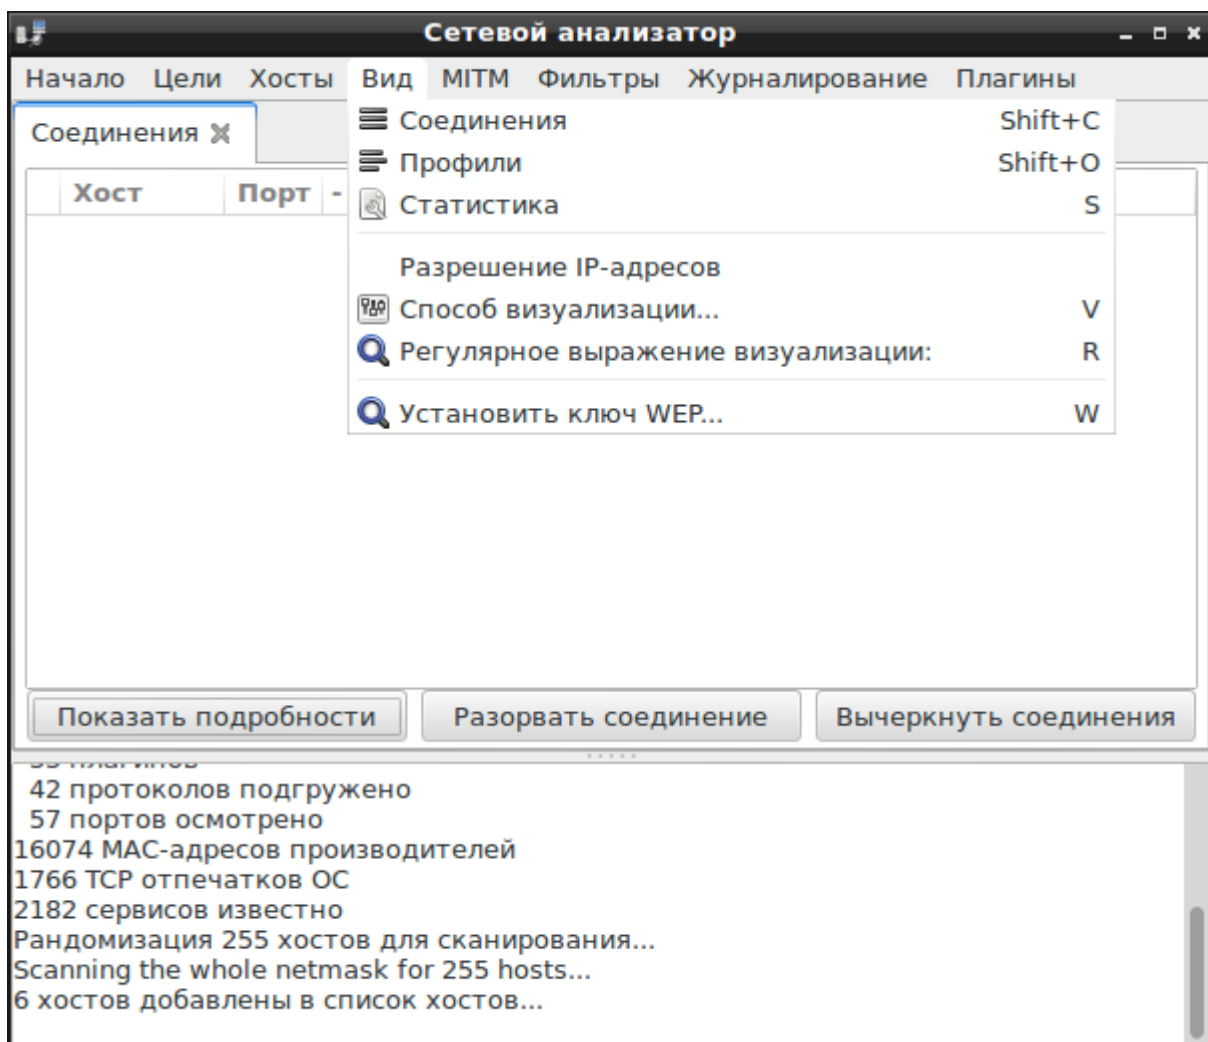 Сетевой анализатор
Начало Цели Хосты Вид MITM Фильтры Журналирование Плагины
Соединения
Хост Порт -
Соединения Shift+C
Профили Shift+O
Статистика S
Разрешение IP-адресов
Способ визуализации... V
Регулярное выражение визуализации: R
Установить ключ WEP... W
Показать подробности Разорвать соединение Вычеркнуть соединения
плагинов
42 протоколов подгружено
57 портов осмотрено
16074 MAC-адресов производителей
1766 TCP отпечатков ОС
2182 сервисов известно
Рандомизация 255 хостов для сканирования...
Scanning the whole netmask for 255 hosts...
6 хостов добавлены в список хостов...